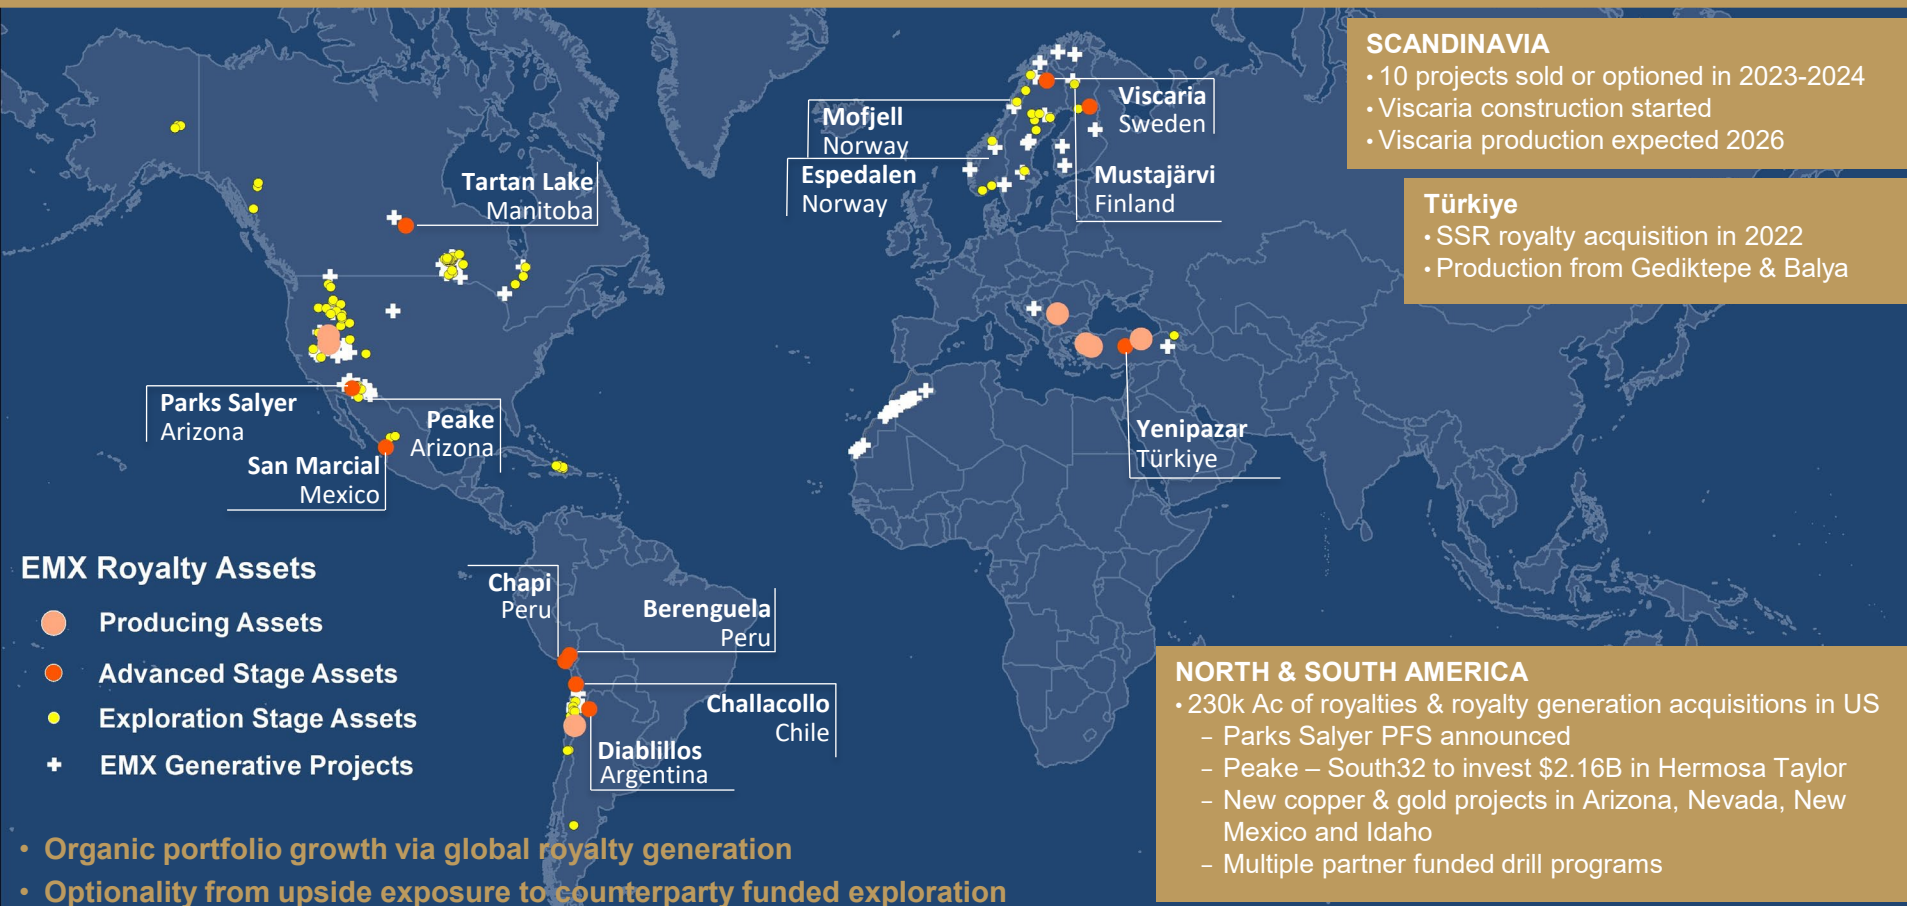 SCANDINAVIA
• 10 projects sold or optioned in 2023-2024
• Viscaria construction started
• Viscaria production expected 2026
Türkiye
• SSR royalty acquisition in 2022
• Production from Gediktepe & Balya
Mofjell
Norway
Espedalen
Norway
Viscaria
Sweden
Mustajärvi
Finland
Tartan Lake
Manitoba
Parks Salyer
Arizona
Peake
Arizona
San Marcial
Mexico
Yenipazar
Türkiye
EMX Royalty Assets
Producing Assets
Advanced Stage Assets
Exploration Stage Assets
EMX Generative Projects
Chapi
Peru
Berenguela
Peru
Challacollo
Chile
Diablillos
Argentina
NORTH & SOUTH AMERICA
• 230k Ac of royalties & royalty generation acquisitions in US
– Parks Salyer PFS announced
– Peake – South32 to invest $2.16B in Hermosa Taylor
– New copper & gold projects in Arizona, Nevada, New
Mexico and Idaho
– Multiple partner funded drill programs
• Organic portfolio growth via global royalty generation
• Optionality from upside exposure to counterparty funded exploration